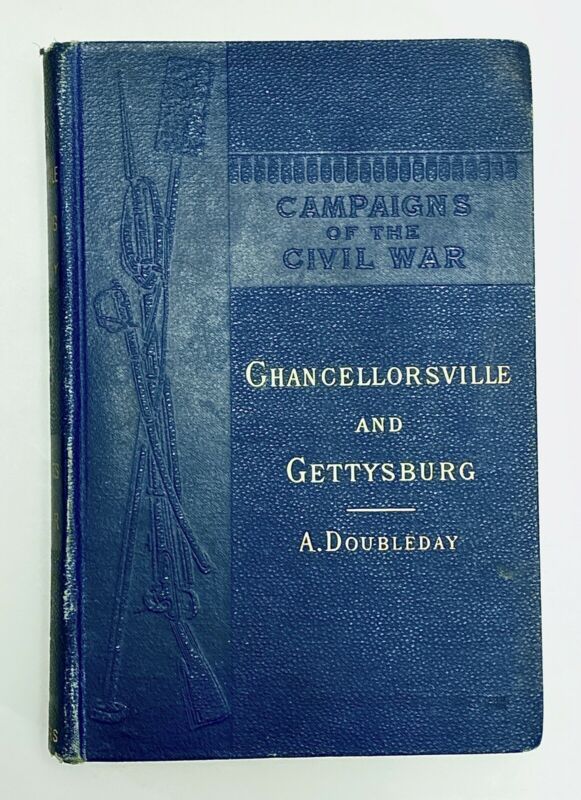 CAMPAIGNS
OF THE
CIVIL WAR
CHANCELLORSVILLE
AND
GETTYSBURG
A. DOUBLEDAY